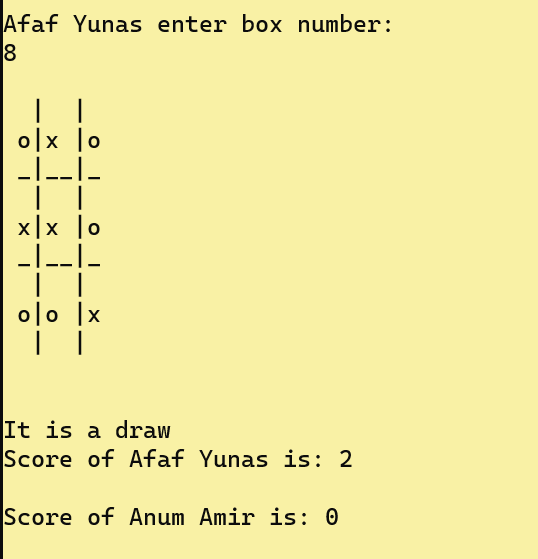 Afaf Yunas enter box number:
8
  |  |
 o|x |o
 _|__|_
  |  |
 x|x |o
 _|__|_
  |  |
 o|o |x
  |  |
It is a draw
Score of Afaf Yunas is: 2
Score of Anum Amir is: 0